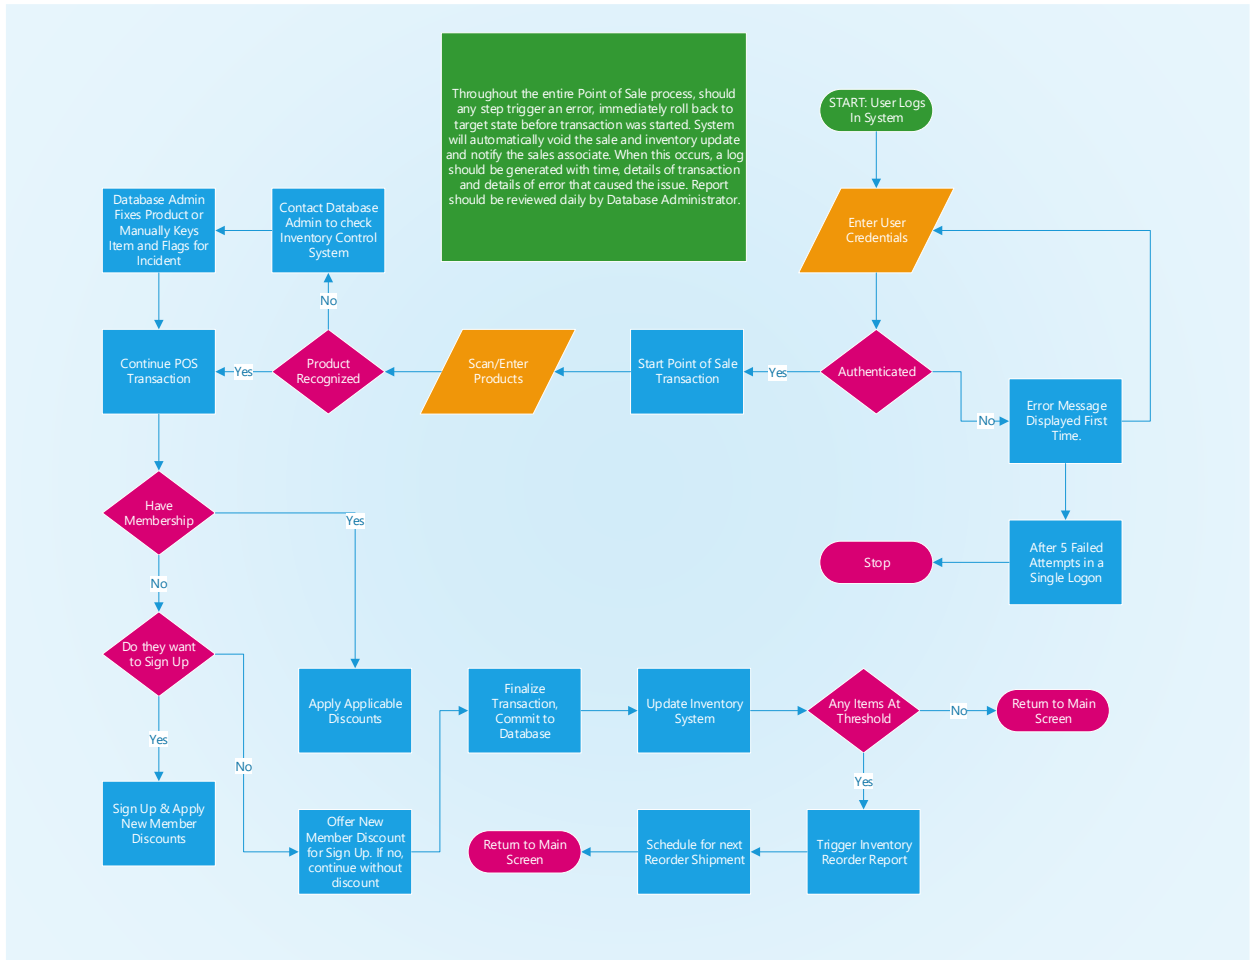 Throughout the entire Point of Sale process, should
any step trigger an error, immediately roll back to
target state before transaction was started. System
will automatically void the sale and inventory update
and notify the sales associate. When this occurs, a log
should be generated with time, details of transaction
and details of error that caused the issue. Report
should be reviewed daily by Database Administrator.
START: User Logs
In System
Enter User
Credentials
Authenticated
Yes
No
Error Message
Displayed First
Time.
After 5 Failed
Attempts in a
Single Logon
Stop
Start Point of Sale
Transaction
Scan/Enter
Products
Product
Recognized
No
Yes
Contact Database
Admin to check
Inventory Control
System
Database Admin
Fixes Product or
Manually Keys
Item and Flags for
Incident
Continue POS
Transaction
Have
Membership
Yes
No
Do they want
to Sign Up
Yes
No
Sign Up & Apply
New Member
Discounts
Apply Applicable
Discounts
Offer New
Member Discount
for Sign Up. If no,
continue without
discount
Finalize
Transaction,
Commit to
Database
Update Inventory
System
Any Items At
Threshold
No
Return to Main
Screen
Yes
Trigger Inventory
Reorder Report
Schedule for next
Reorder Shipment
Return to Main
Screen